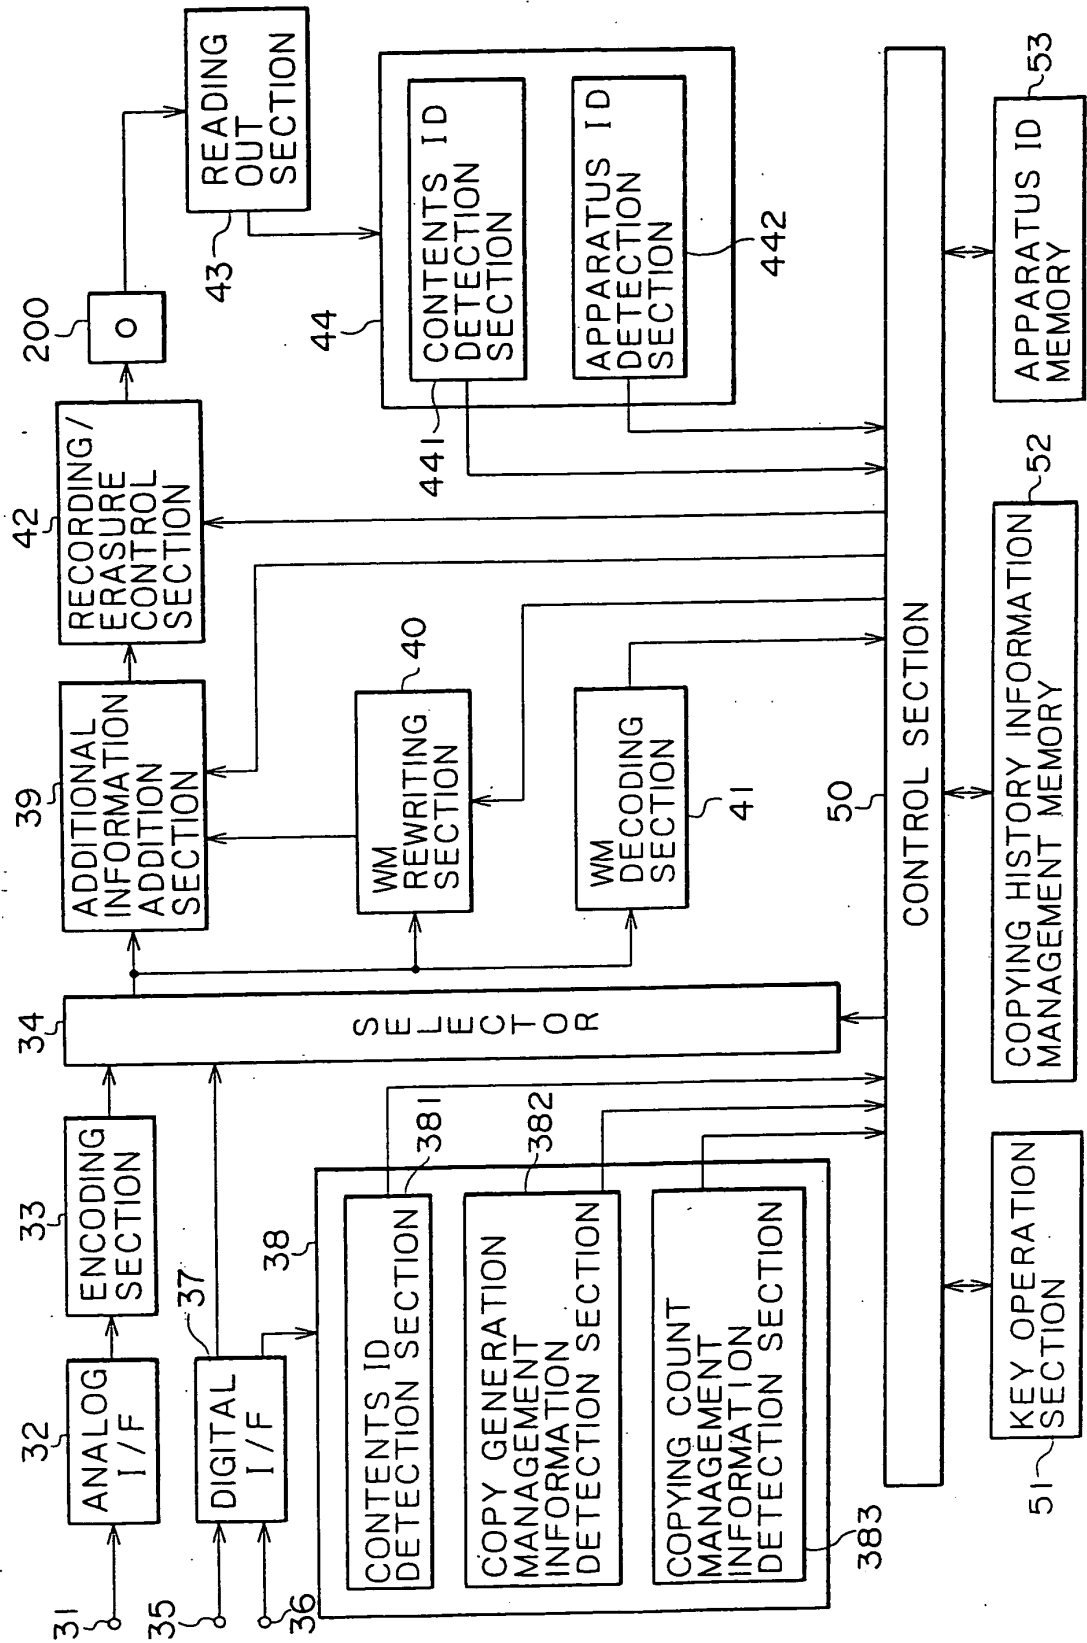 31
32
ANALOG
I/F
33
ENCODING
SECTION
34
SELECTOR
35
36
37
DIGITAL
I/F
38
CONTENTS ID
DETECTION SECTION
381
COPY GENERATION
MANAGEMENT
INFORMATION
DETECTION SECTION
382
COPYING COUNT
MANAGEMENT
INFORMATION
DETECTION SECTION
383
39
ADDITIONAL
INFORMATION
ADDITION
SECTION
40
WM
REWRITING
SECTION
41
WM
DECODING
SECTION
42
RECORDING/
ERASURE
CONTROL
SECTION
200
43
READING
OUT
SECTION
44
CONTENTS ID
DETECTION
SECTION
441
APPARATUS ID
DETECTION
SECTION
442
50
CONTROL SECTION
51
KEY OPERATION
SECTION
52
COPYING HISTORY INFORMATION
MANAGEMENT MEMORY
53
APPARATUS ID
MEMORY